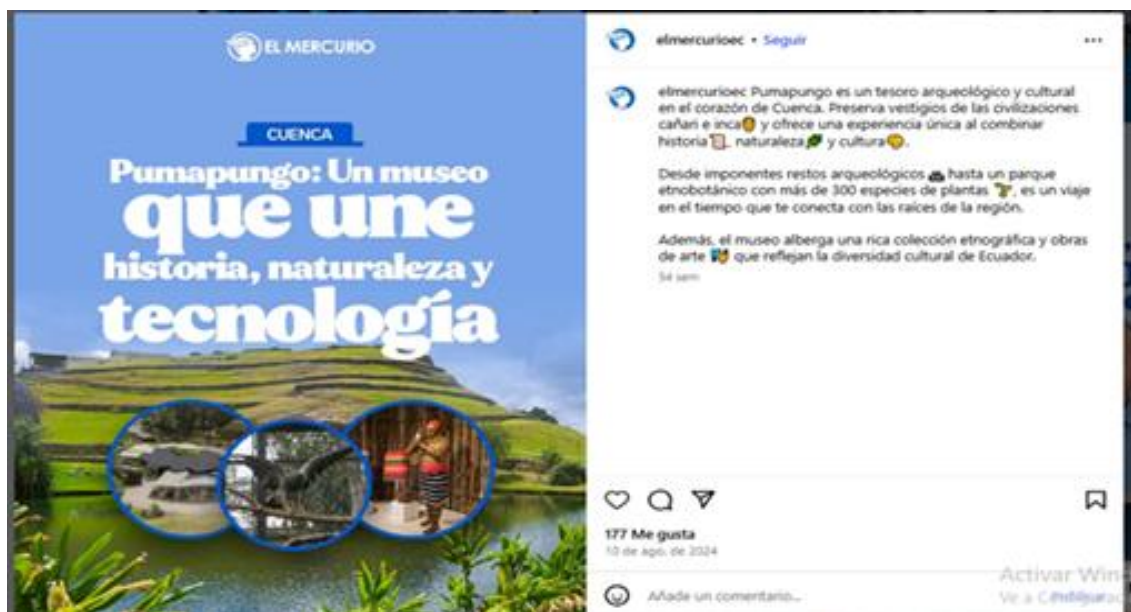 EL MERCURIO
CUENCA
Pumapungo: Un museo
que une
historia, naturaleza y
tecnología
elmercurioec • Seguir
elmercurioec Pumapungo es un tesoro arqueológico y cultural
en el corazón de Cuenca. Preserva vestigios de las civilizaciones
cañari e inca y ofrece una experiencia única al combinar
historia, naturaleza y cultura.
Desde imponentes restos arqueológicos hasta un parque
etnobotánico con más de 300 especies de plantas, es un viaje
en el tiempo que te conecta con las raíces de la región.
Además, el museo alberga una rica colección etnográfica y obras
de arte que reflejan la diversidad cultural de Ecuador.
54 sem
177 Me gusta
10 de ago. de 2024
Añade un comentario...
Activar Win
Ve a